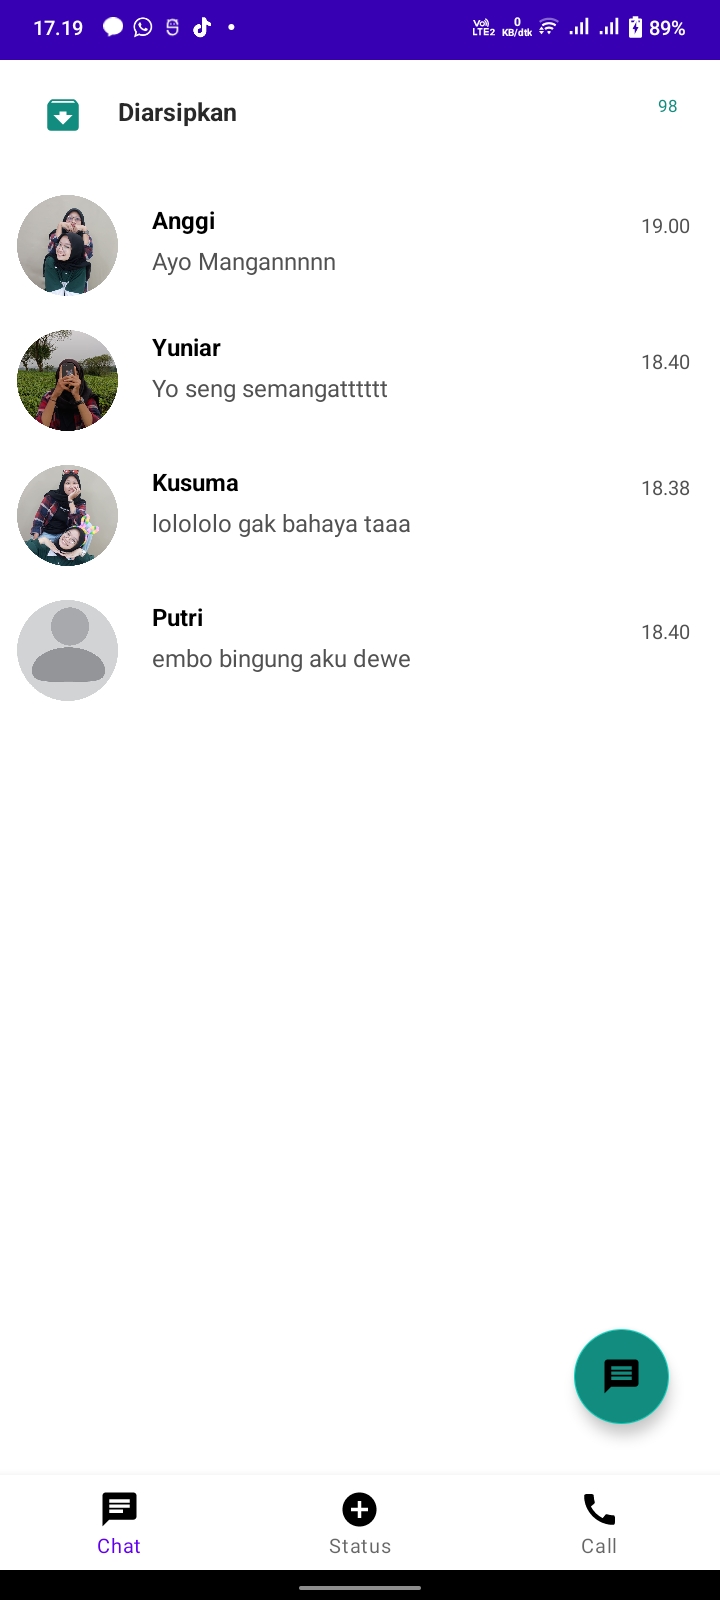 17.19 Vo) LTE2 0 KB/dtk 89%
Diarsipkan 98
Anggi 19.00
Ayo Mangannnnn
Yuniar 18.40
Yo seng semangatttttt
Kusuma 18.38
lolololo gak bahaya taaa
Putri 18.40
embo bingung aku dewe
Chat Status Call